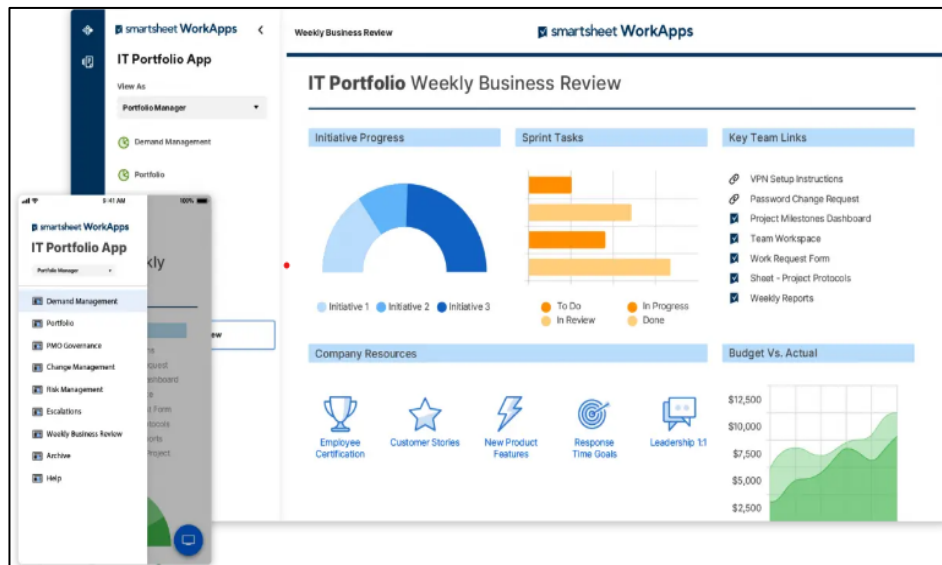 smartsheet WorkApps
IT Portfolio App
View As
Portfolio Manager
Demand Management
Portfolio
Weekly Business Review
smartsheet WorkApps
IT Portfolio Weekly Business Review
Initiative Progress
Initiative 1 Initiative 2 Initiative 3
Sprint Tasks
To Do In Progress
In Review Done
Key Team Links
VPN Setup Instructions
Password Change Request
Project Milestones Dashboard
Team Workspace
Work Request Form
Sheet - Project Protocols
Weekly Reports
Company Resources
Employee
Certification
Customer Stories
New Product
Features
Response
Time Goals
Leadership 1:1
Budget Vs. Actual
$12,500
$10,000
$7,500
$5,000
$2,500
9:41 AM 100%
smartsheet WorkApps
IT Portfolio App
Portfolio Manager
Demand Management
Portfolio
PMO Governance
Change Management
Risk Management
Escalations
Weekly Business Review
Archive
Help